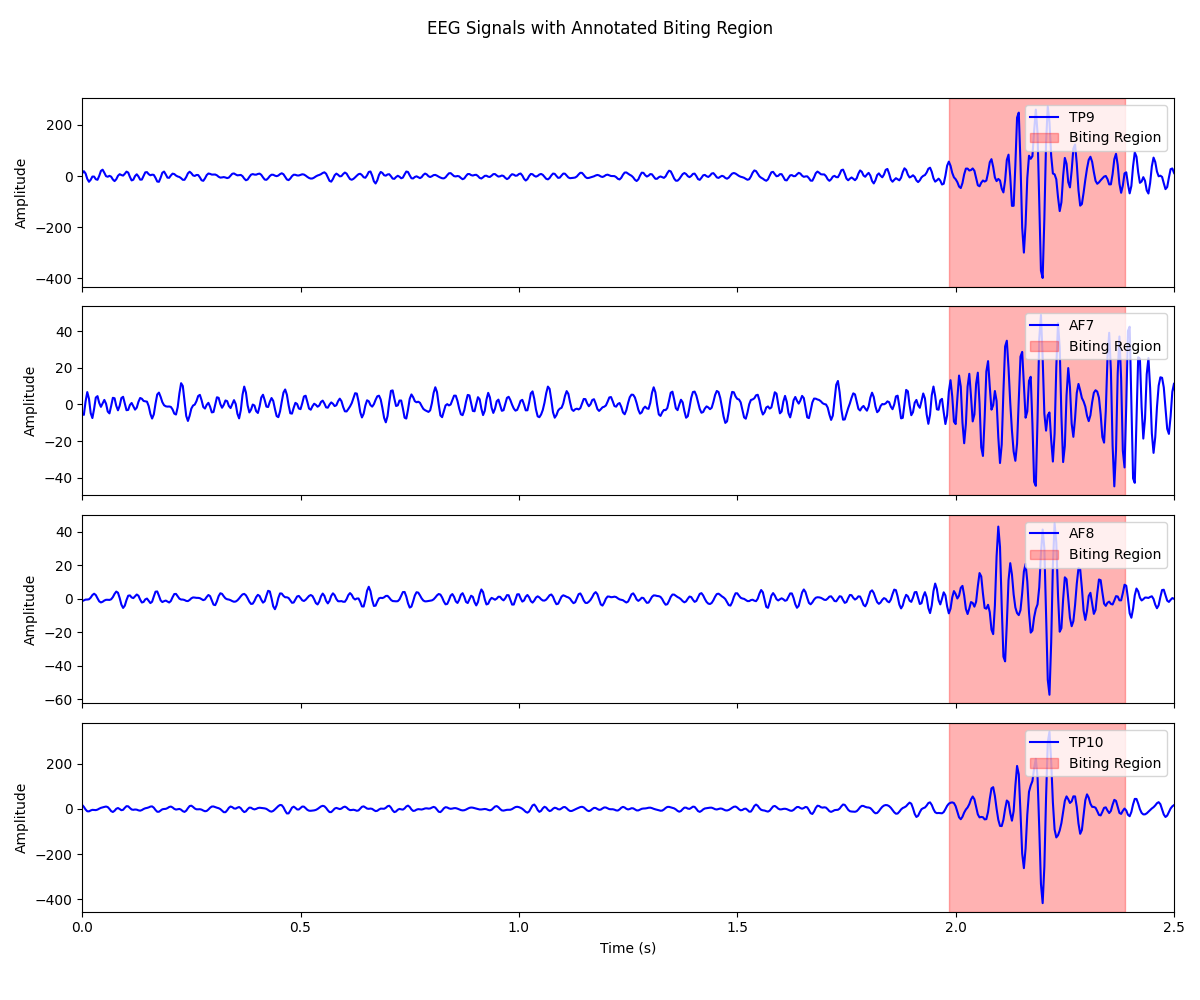 EEG Signals with Annotated Biting Region
200
0
−200
−400
Amplitude
TP9
Biting Region
40
20
0
−20
−40
Amplitude
AF7
Biting Region
40
20
0
−20
−40
−60
Amplitude
AF8
Biting Region
200
0
−200
−400
Amplitude
TP10
Biting Region
0.0 0.5 1.0 1.5 2.0 2.5
Time (s)